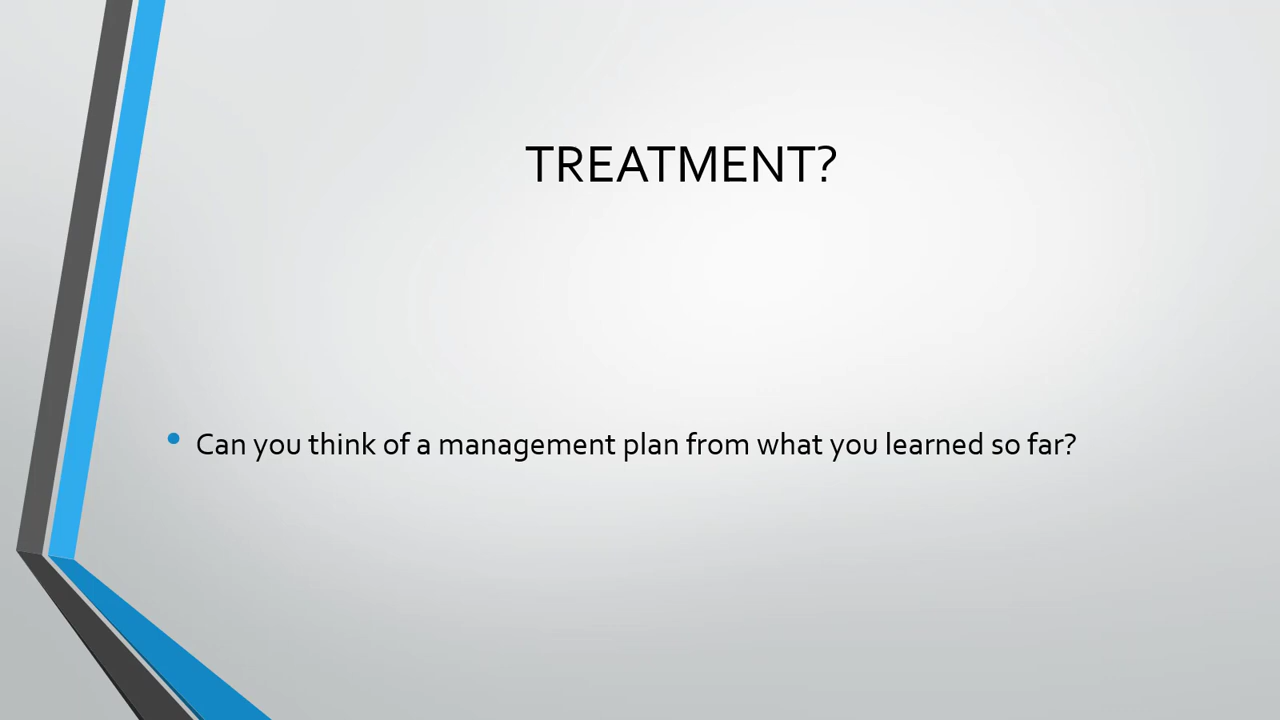 TREATMENT?
• Can you think of a management plan from what you learned so far?